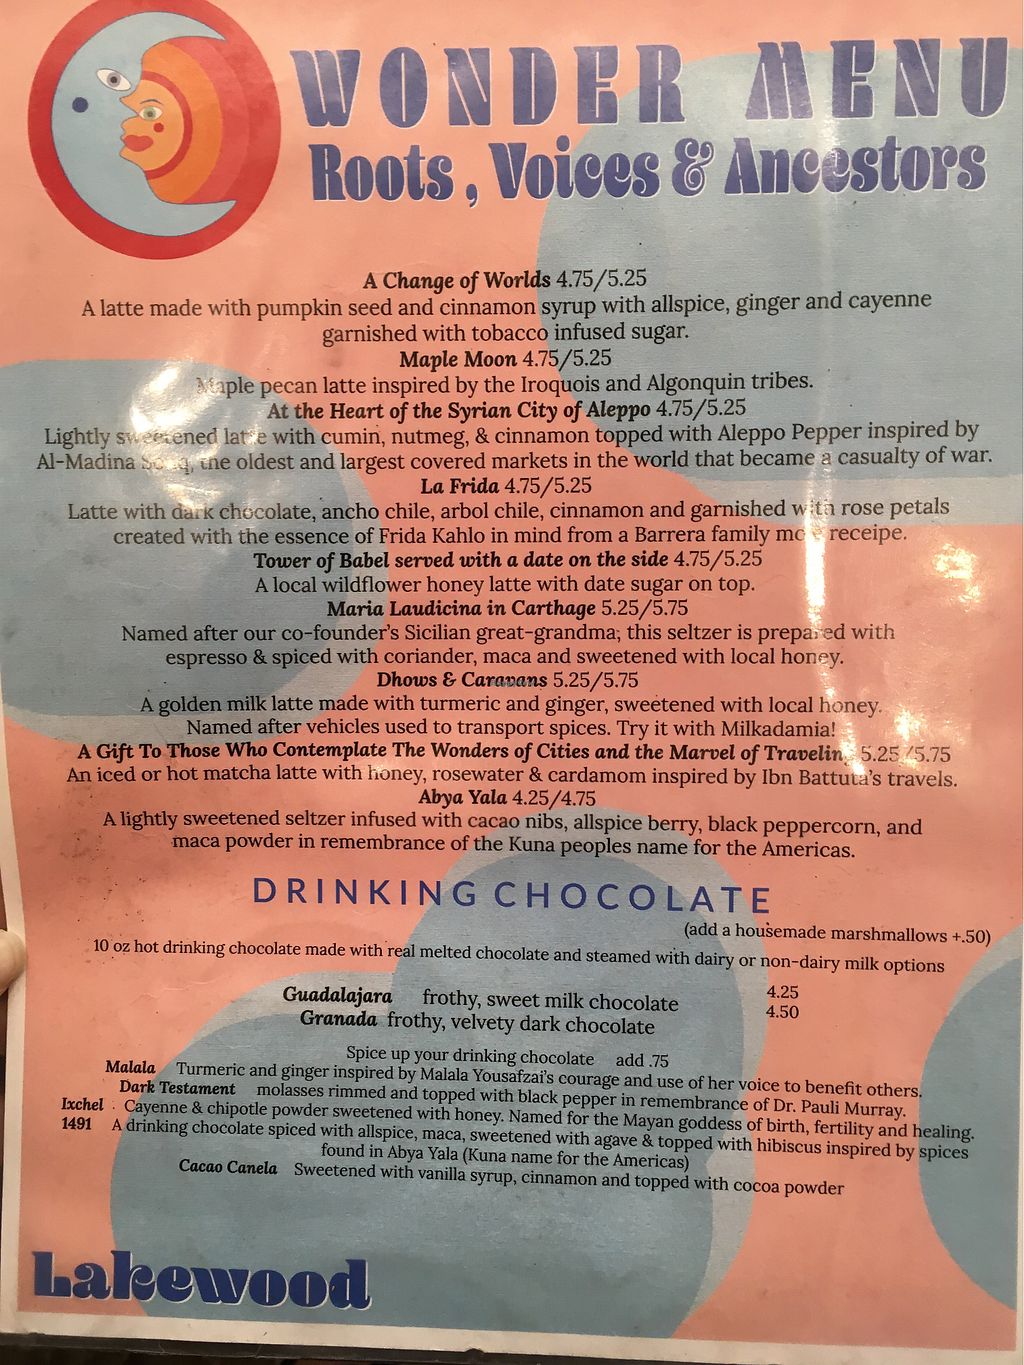 WONDER MENU
Roots, Voices & Ancestors
A Change of Worlds 4.75/5.25
A latte made with pumpkin seed and cinnamon syrup with allspice, ginger and cayenne
garnished with tobacco infused sugar.
Maple Moon 4.75/5.25
Maple pecan latte inspired by the Iroquois and Algonquin tribes.
At the Heart of the Syrian City of Aleppo 4.75/5.25
Lightly sweetened latte with cumin, nutmeg, & cinnamon topped with Aleppo Pepper inspired by
Al-Madina Souq, the oldest and largest covered markets in the world that became a casualty of war.
La Frida 4.75/5.25
Latte with dark chocolate, ancho chile, arbol chile, cinnamon and garnished with rose petals
created with the essence of Frida Kahlo in mind from a Barrera family receipe.
Tower of Babel served with a date on the side 4.75/5.25
A local wildflower honey latte with date sugar on top.
Maria Laudicina in Carthage 5.25/5.75
Named after our co-founder's Sicilian great-grandma; this seltzer is prepared with
espresso & spiced with coriander, maca and sweetened with local honey.
Dhows & Caravans 5.25/5.75
A golden milk latte made with turmeric and ginger, sweetened with local honey.
Named after vehicles used to transport spices. Try it with Milkadamia!
A Gift To Those Who Contemplate The Wonders of Cities and the Marvel of Traveling 5.25/5.75
An iced or hot matcha latte with honey, rosewater & cardamom inspired by Ibn Battuta's travels.
Abya Yala 4.25/4.75
A lightly sweetened seltzer infused with cacao nibs, allspice berry, black peppercorn, and
maca powder in remembrance of the Kuna peoples name for the Americas.
DRINKING CHOCOLATE
(add a housemade marshmallows +.50)
10 oz hot drinking chocolate made with real melted chocolate and steamed with dairy or non-dairy milk options
Guadalajara frothy, sweet milk chocolate 4.25
Granada frothy, velvety dark chocolate 4.50
Spice up your drinking chocolate add .75
Malala Turmeric and ginger inspired by Malala Yousafzai's courage and use of her voice to benefit others.
Dark Testament molasses rimmed and topped with black pepper in remembrance of Dr. Pauli Murray.
Ixchel . Cayenne & chipotle powder sweetened with honey. Named for the Mayan goddess of birth, fertility and healing.
1491 A drinking chocolate spiced with allspice, maca, sweetened with agave & topped with hibiscus inspired by spices
found in Abya Yala (Kuna name for the Americas)
Cacao Canela Sweetened with vanilla syrup, cinnamon and topped with cocoa powder
Lakewood